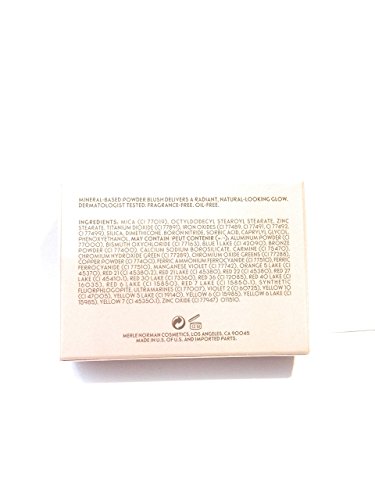 MINERAL-BASED POWDER BLUSH DELIVERS A RADIANT, NATURAL-LOOKING GLOW.
DERMATOLOGIST TESTED. FRAGRANCE-FREE. OIL-FREE.
INGREDIENTS: MICA (CI 77019), OCTYLDODECYL STEAROYL STEARATE, ZINC
STEARATE, TITANIUM DIOXIDE (CI 77891), IRON OXIDES (CI 77489, CI 77491, CI 77492,
CI 77499), SILICA, DIMETHICONE, BORON NITRIDE, SORBIC ACID, CAPRYLYL GLYCOL,
PHENOXYETHANOL. MAY CONTAIN/ PEUT CONTENIR (+/-): ALUMINUM POWDER (CI
77000), BISMUTH OXYCHLORIDE (CI 77163), BLUE 1 LAKE (CI 42090), BRONZE
POWDER (CI 77400), CALCIUM SODIUM BOROSILICATE, CARMINE (CI 75470),
CHROMIUM HYDROXIDE GREEN (CI 77289), CHROMIUM OXIDE GREENS (CI 77288),
COPPER POWDER (CI 77400), FERRIC AMMONIUM FERROCYANIDE (CI 77510), FERRIC
FERROCYANIDE (CI 77510), MANGANESE VIOLET (CI 77742), ORANGE 5 LAKE (CI
45370), RED 21 (CI 45380:2), RED 21 LAKE (CI 45380), RED 22 (CI 45380), RED 27
LAKE (CI 45410:1), RED 30 LAKE (CI 73360), RED 36 (CI 12085), RED 40 LAKE (CI
16035), RED 6 LAKE (CI 15850), RED 7 LAKE (CI 15850:1), SYNTHETIC
FLUORPHLOGOPITE, ULTRAMARINES (CI 77007), VIOLET 2 (CI 60725), YELLOW 10
(CI 47005), YELLOW 5 LAKE (CI 19140), YELLOW 6 (CI 15985), YELLOW 6 LAKE (CI
15985), YELLOW 7 (CI 45350:1), ZINC OXIDE (CI 77947)
MERLE NORMAN COSMETICS, LOS ANGELES, CA 90045.
MADE IN U.S. OF U.S. AND IMPORTED PARTS.